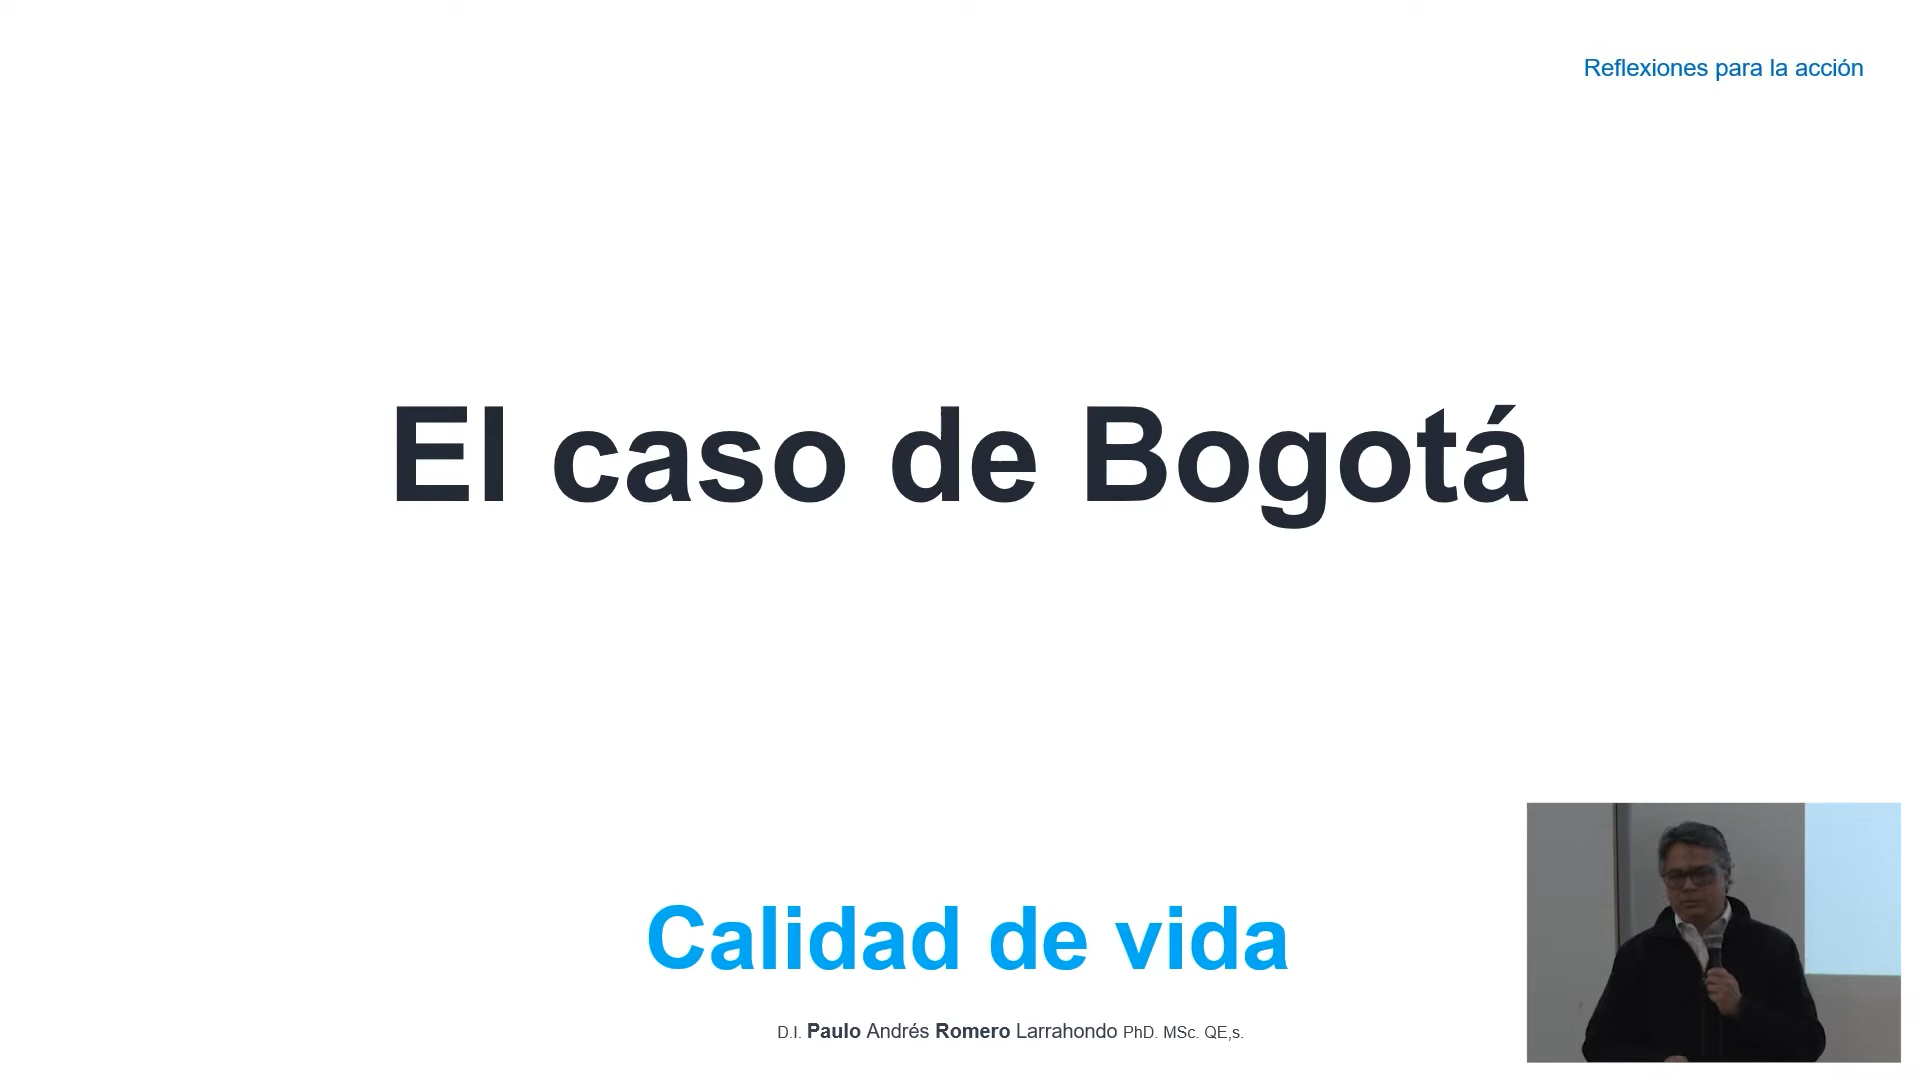 Reflexiones para la acción
El caso de Bogotá
Calidad de vida
D.I. Paulo Andrés Romero Larrahondo PhD. MSc. QE,s.